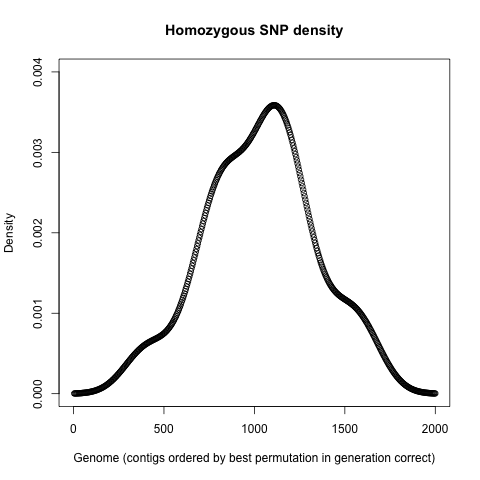 Homozygous SNP density
0.004
0.003
0.002
0.001
0.000
Density
0 500 1000 1500 2000
Genome (contigs ordered by best permutation in generation correct)